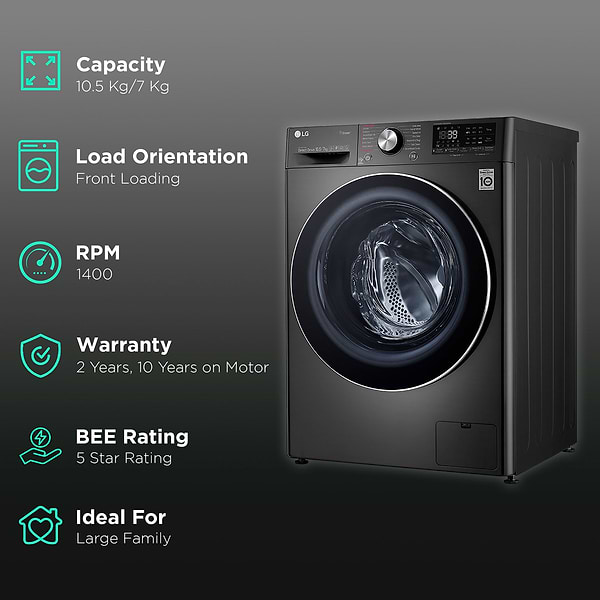 Capacity
10.5 Kg/7 Kg
Load Orientation
Front Loading
RPM
1400
Warranty
2 Years, 10 Years on Motor
BEE Rating
5 Star Rating
Ideal For
Large Family
LG
10